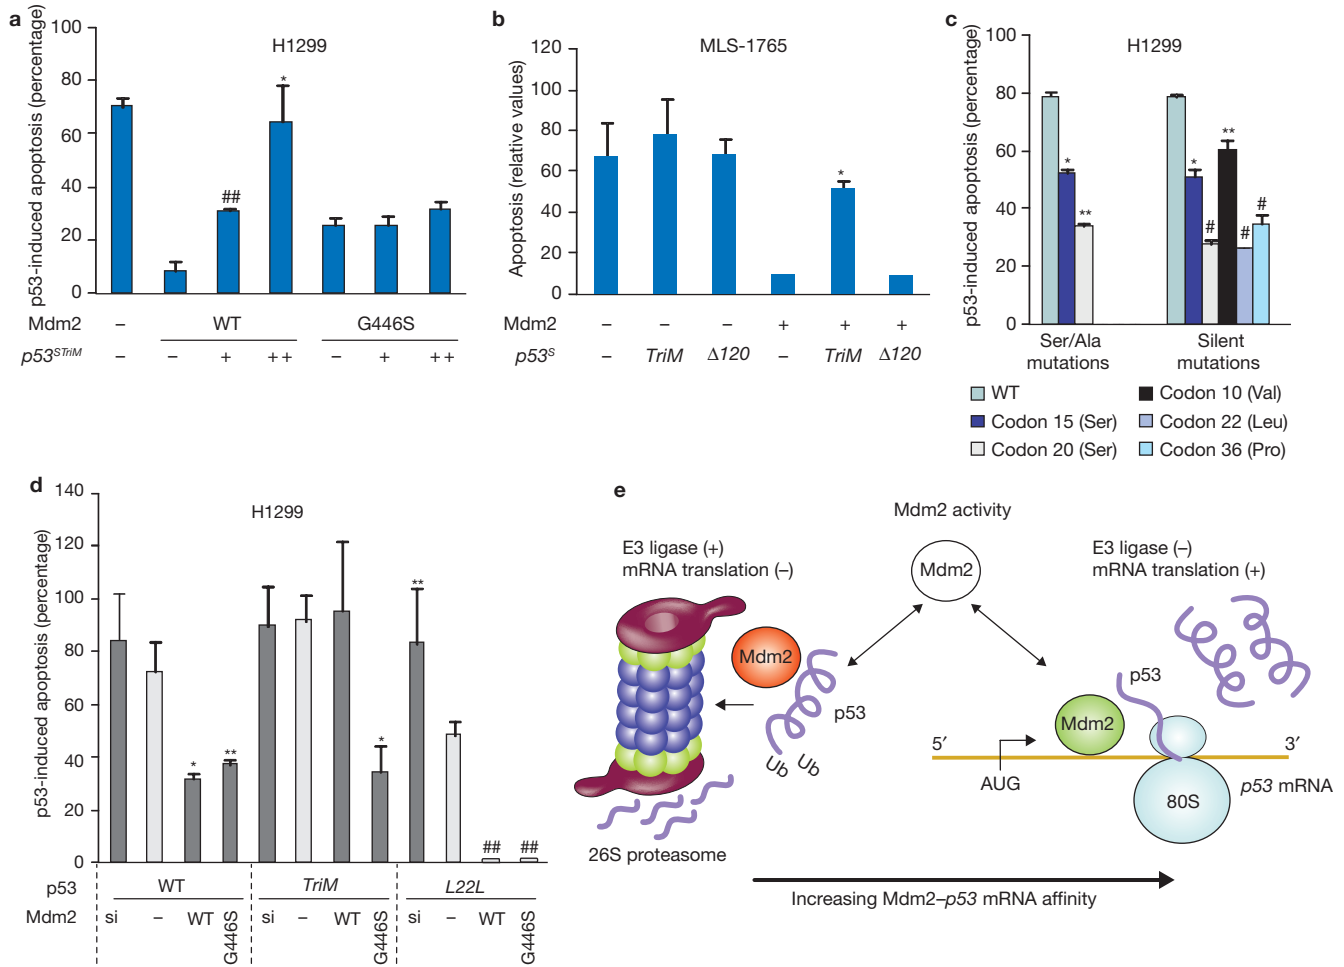 a
H1299
p53-induced apoptosis (percentage)
100
80
60
40
20
0
##
*
Mdm2 – WT G446S
p53STriM – – + ++ – + ++
b
MLS-1765
Apoptosis (relative values)
120
100
80
60
40
20
0
*
Mdm2 – – – + + +
p53S – TriM Δ120 – TriM Δ120
c
H1299
p53-induced apoptosis (percentage)
100
80
60
40
20
0
* ** * # ** # #
Ser/Ala mutations
Silent mutations
WT
Codon 15 (Ser)
Codon 20 (Ser)
Codon 10 (Val)
Codon 22 (Leu)
Codon 36 (Pro)
d
H1299
p53-induced apoptosis (percentage)
140
120
100
80
60
40
20
0
* ** * ** ## ##
p53 WT TriM L22L
Mdm2 si – WT G446S si – WT G446S si – WT G446S
e
Mdm2 activity
E3 ligase (+)
mRNA translation (–)
Mdm2
E3 ligase (–)
mRNA translation (+)
Mdm2
p53
Ub Ub
26S proteasome
p53
Mdm2
5′
3′
AUG
80S
p53 mRNA
Increasing Mdm2–p53 mRNA affinity